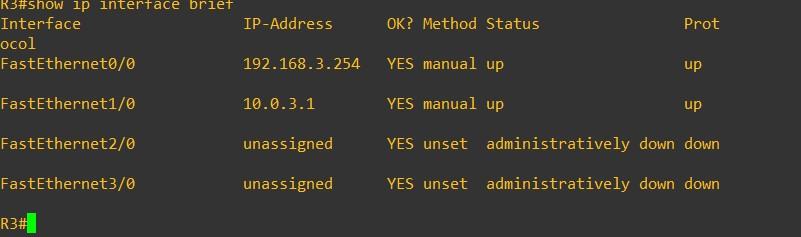 R3#show ip interface brief
Interface                  IP-Address      OK? Method Status                Prot
ocol
FastEthernet0/0            192.168.3.254   YES manual up                    up
FastEthernet1/0            10.0.3.1        YES manual up                    up
FastEthernet2/0            unassigned      YES unset  administratively down down
FastEthernet3/0            unassigned      YES unset  administratively down down
R3#